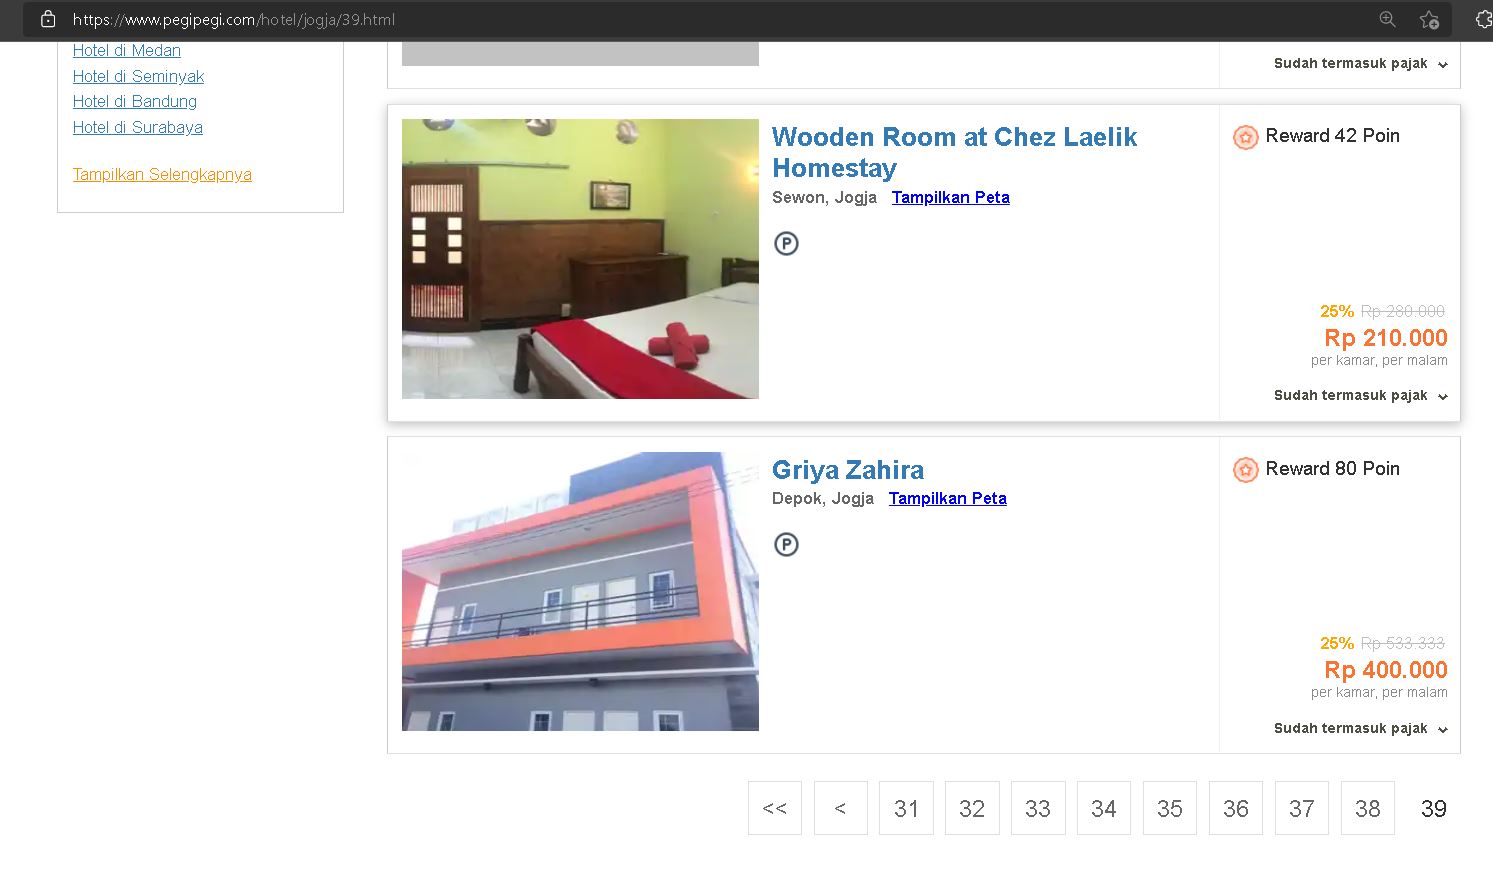 https://www.pegipegi.com/hotel/jogja/39.html
Hotel di Medan
Hotel di Seminyak
Hotel di Bandung
Hotel di Surabaya
Tampilkan Selengkapnya
Sudah termasuk pajak
Wooden Room at Chez Laelik
Homestay
Sewon, Jogja Tampilkan Peta
P
Reward 42 Poin
25% Rp 280.000
Rp 210.000
per kamar, per malam
Sudah termasuk pajak
Griya Zahira
Depok, Jogja Tampilkan Peta
P
Reward 80 Poin
25% Rp 533.333
Rp 400.000
per kamar, per malam
Sudah termasuk pajak
<< < 31 32 33 34 35 36 37 38 39